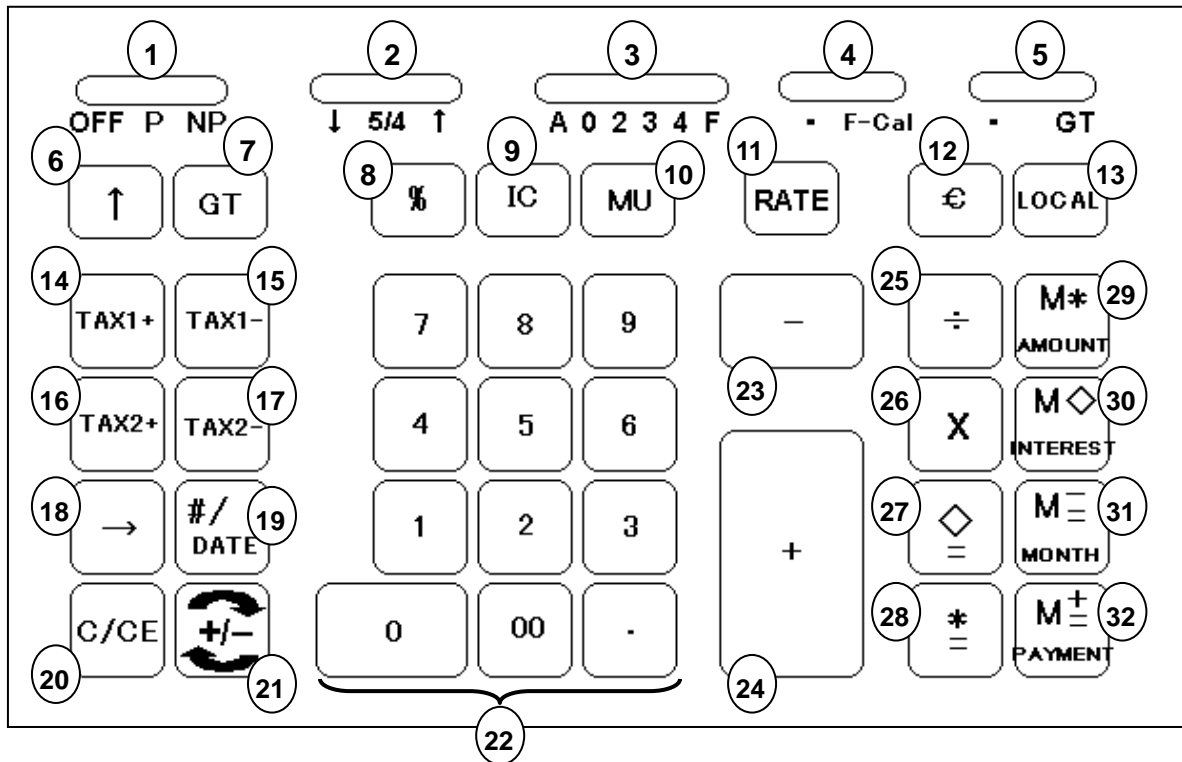 1 2 3 4 5
OFF P NP ↓ 5/4 ↑ A 0 2 3 4 F · F-Cal · GT
6 7 8 9 10 11 12 13
↑ GT % IC MU RATE € LOCAL
14 15 25 29
TAX1+ TAX1- 7 8 9 - ÷ M* AMOUNT
16 17 23 26 30
TAX2+ TAX2- 4 5 6 X M◇ INTEREST
18 19 27 31
→ #/ DATE 1 2 3 + ◇ = M= MONTH
20 21 24 28 32
C/CE +/- 0 00 . * = M± PAYMENT
22